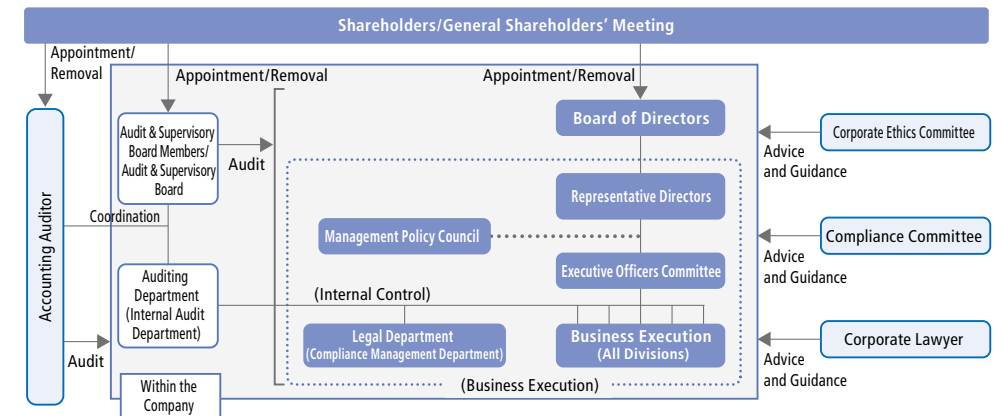 Shareholders/General Shareholders' Meeting
Appointment/
Removal
Appointment/Removal
Appointment/Removal
Accounting Auditor
Audit & Supervisory
Board Members/
Audit & Supervisory
Board
Audit
Board of Directors
Corporate Ethics Committee
Advice
and Guidance
Representative Directors
Coordination
Management Policy Council
Compliance Committee
Advice
and Guidance
Executive Officers Committee
Auditing
Department
(Internal Audit
Department)
(Internal Control)
Legal Department
(Compliance Management Department)
Business Execution
(All Divisions)
Corporate Lawyer
Audit
Advice
and Guidance
(Business Execution)
Within the
Company